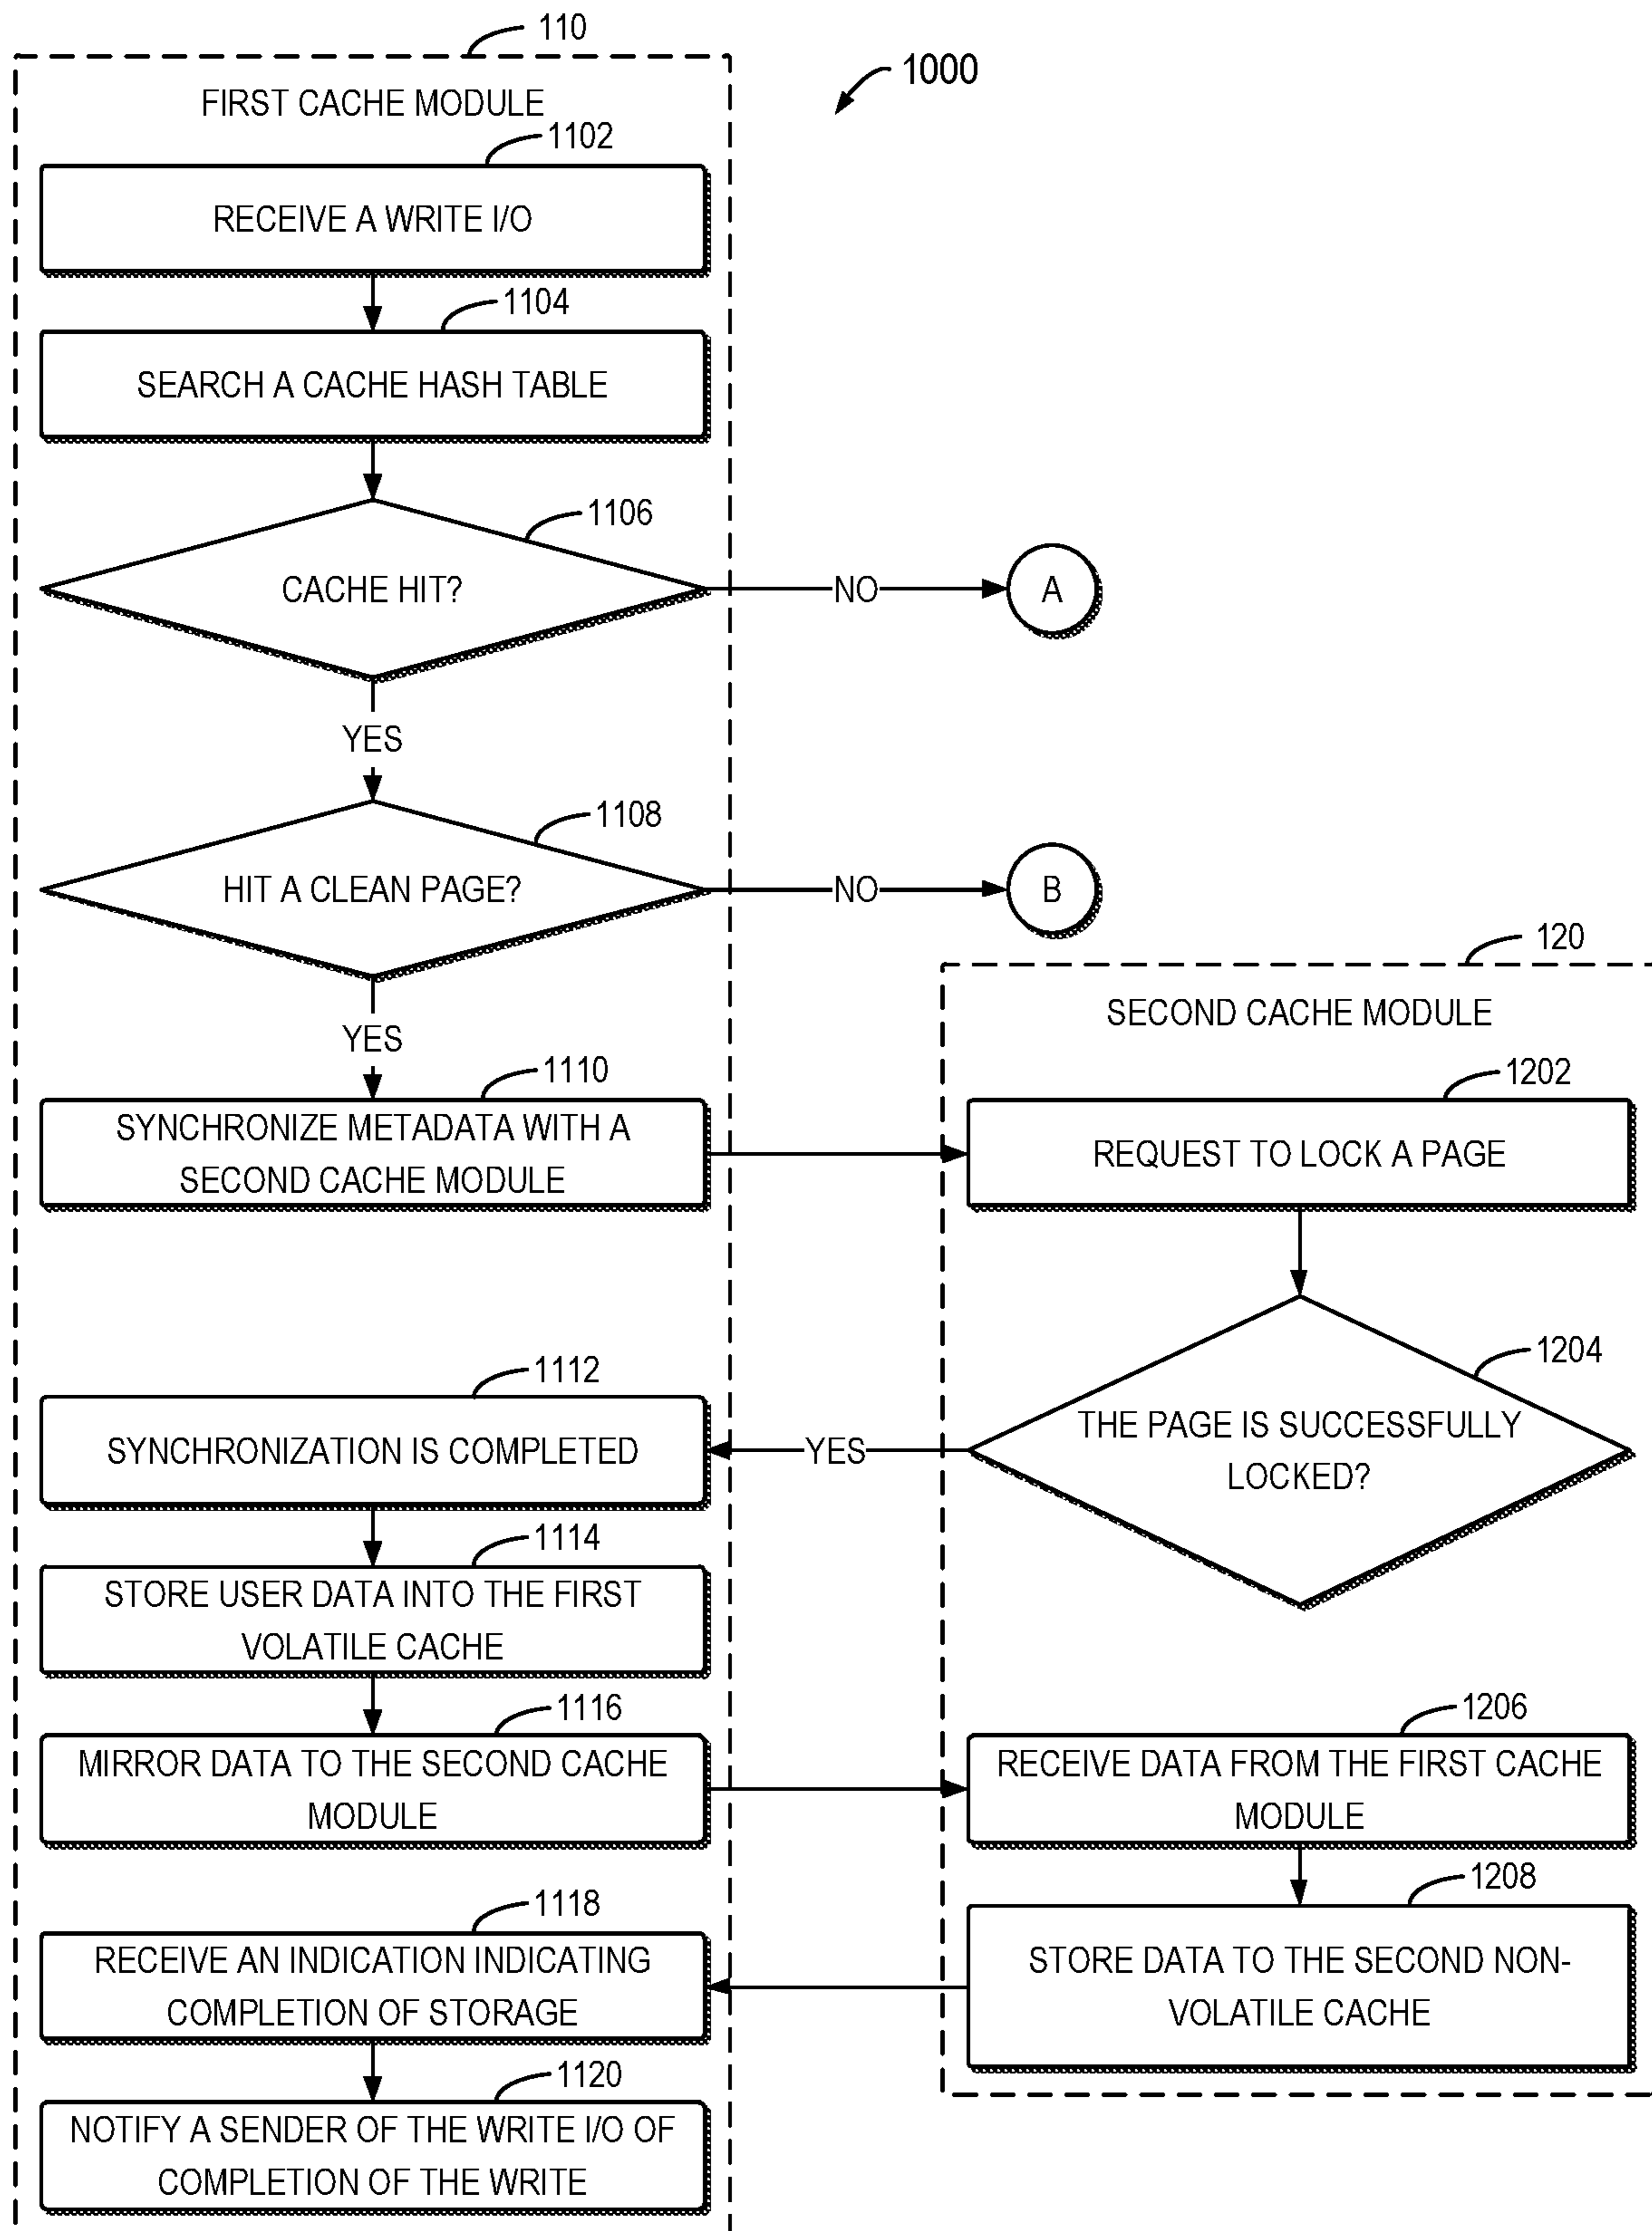 110
1000
FIRST CACHE MODULE
1102
RECEIVE A WRITE I/O
1104
SEARCH A CACHE HASH TABLE
1106
CACHE HIT?
NO
A
YES
1108
HIT A CLEAN PAGE?
NO
B
YES
120
SECOND CACHE MODULE
1110
SYNCHRONIZE METADATA WITH A
SECOND CACHE MODULE
1202
REQUEST TO LOCK A PAGE
1204
THE PAGE IS SUCCESSFULLY
LOCKED?
YES
1112
SYNCHRONIZATION IS COMPLETED
1114
STORE USER DATA INTO THE FIRST
VOLATILE CACHE
1116
MIRROR DATA TO THE SECOND CACHE
MODULE
1206
RECEIVE DATA FROM THE FIRST CACHE
MODULE
1208
STORE DATA TO THE SECOND NON-
VOLATILE CACHE
1118
RECEIVE AN INDICATION INDICATING
COMPLETION OF STORAGE
1120
NOTIFY A SENDER OF THE WRITE I/O OF
COMPLETION OF THE WRITE